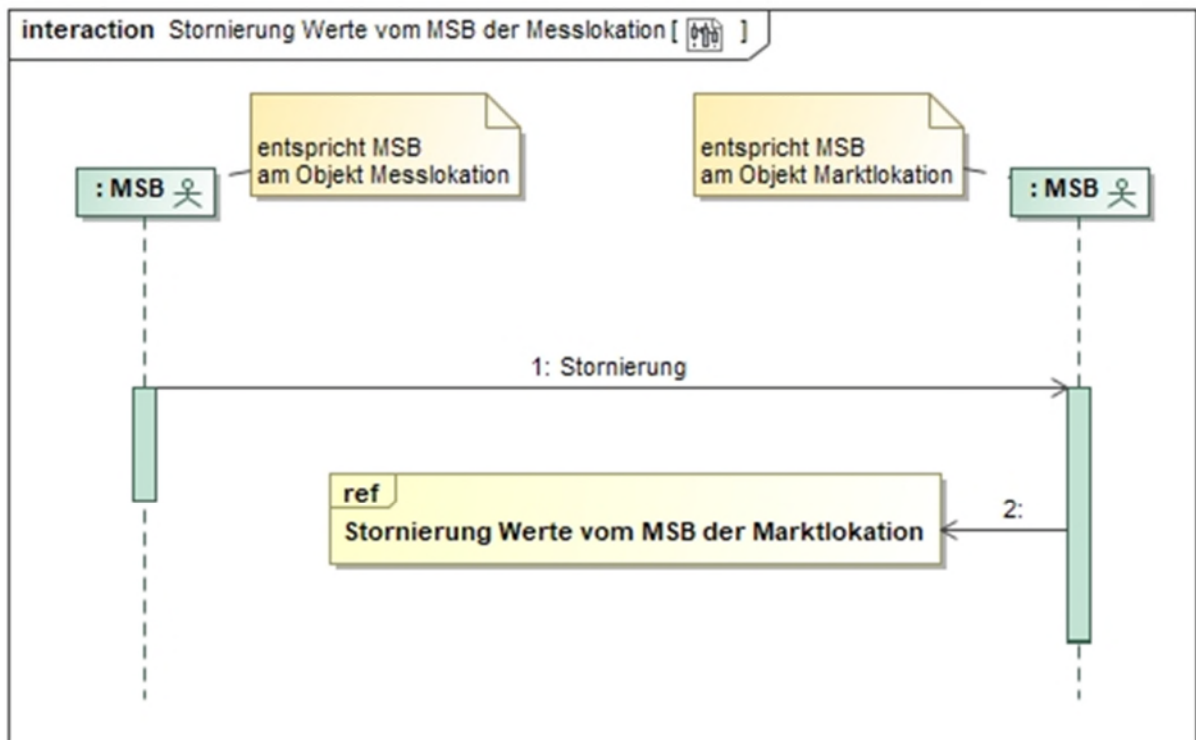 interaction Stornierung Werte vom MSB der Messlokation [ ]
entspricht MSB
am Objekt Messlokation
entspricht MSB
am Objekt Marktlokation
: MSB
: MSB
1: Stornierung
ref
Stornierung Werte vom MSB der Marktlokation
2: